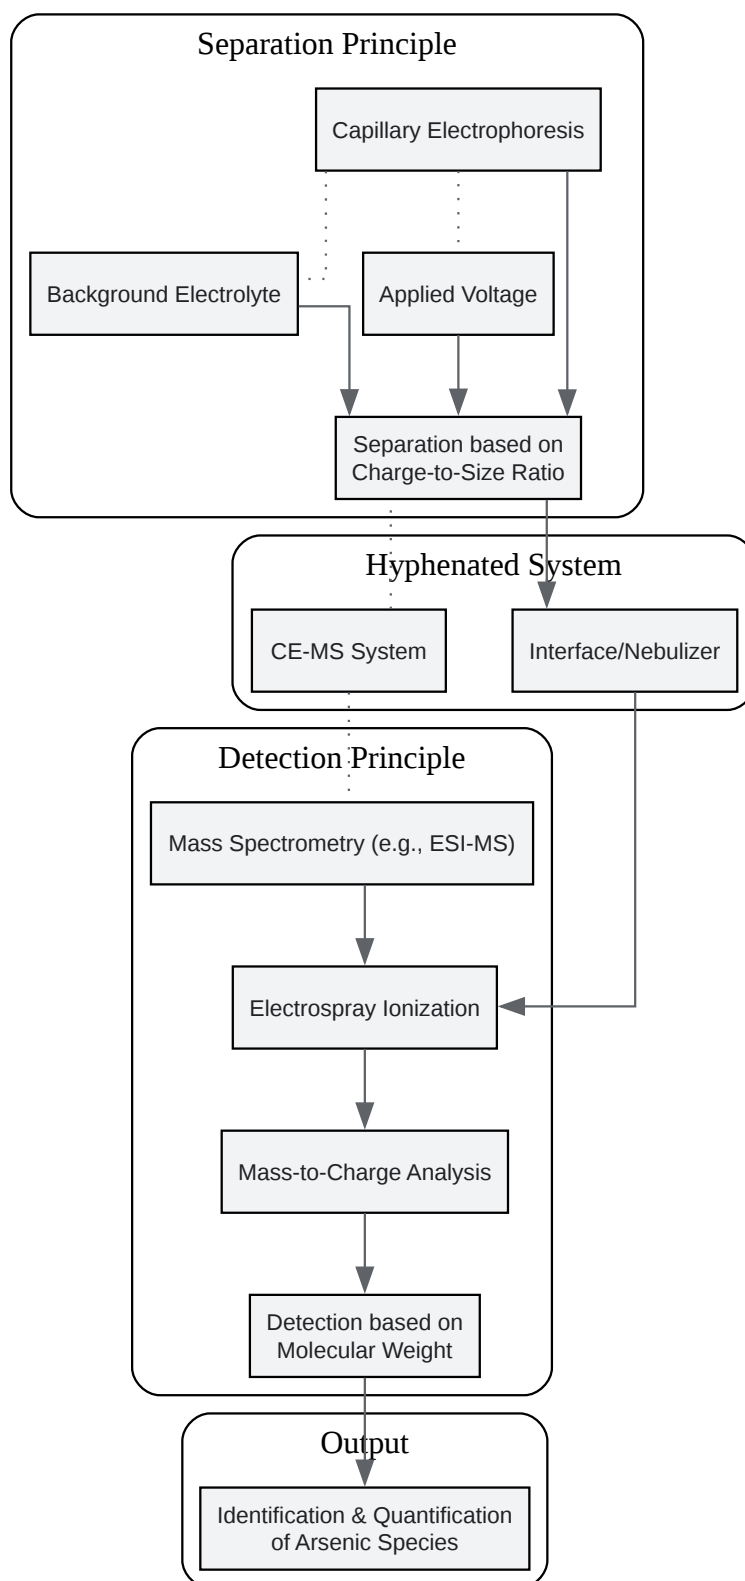 Separation Principle
Capillary Electrophoresis
Background Electrolyte
Applied Voltage
Separation based on
Charge-to-Size Ratio
Hyphenated System
CE-MS System
Interface/Nebulizer
Detection Principle
Mass Spectrometry (e.g., ESI-MS)
Electrospray Ionization
Mass-to-Charge Analysis
Detection based on
Molecular Weight
Output
Identification & Quantification
of Arsenic Species